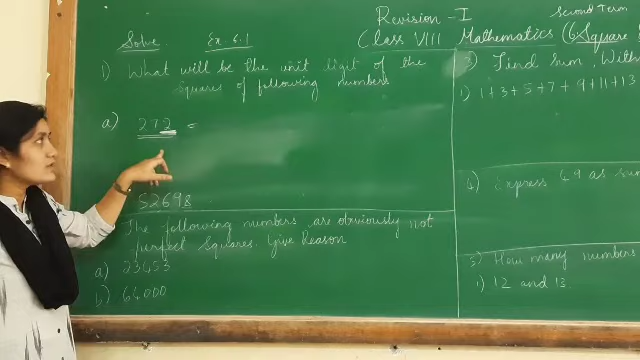 Revision - I
Second Term
Class VIII Mathematics (6.Square
Solve Ex. 6.1
1) What will be the unit digit of the
squares of following numbers
a) 272 =
52698
The following numbers are obviously not
perfect squares. Give Reason
a) 23453
b) 64000
3) Find sum, With
1) 1+3+5+7+9+11+13
4) Express 49 as sum
5) How many numbers
i) 12 and 13.